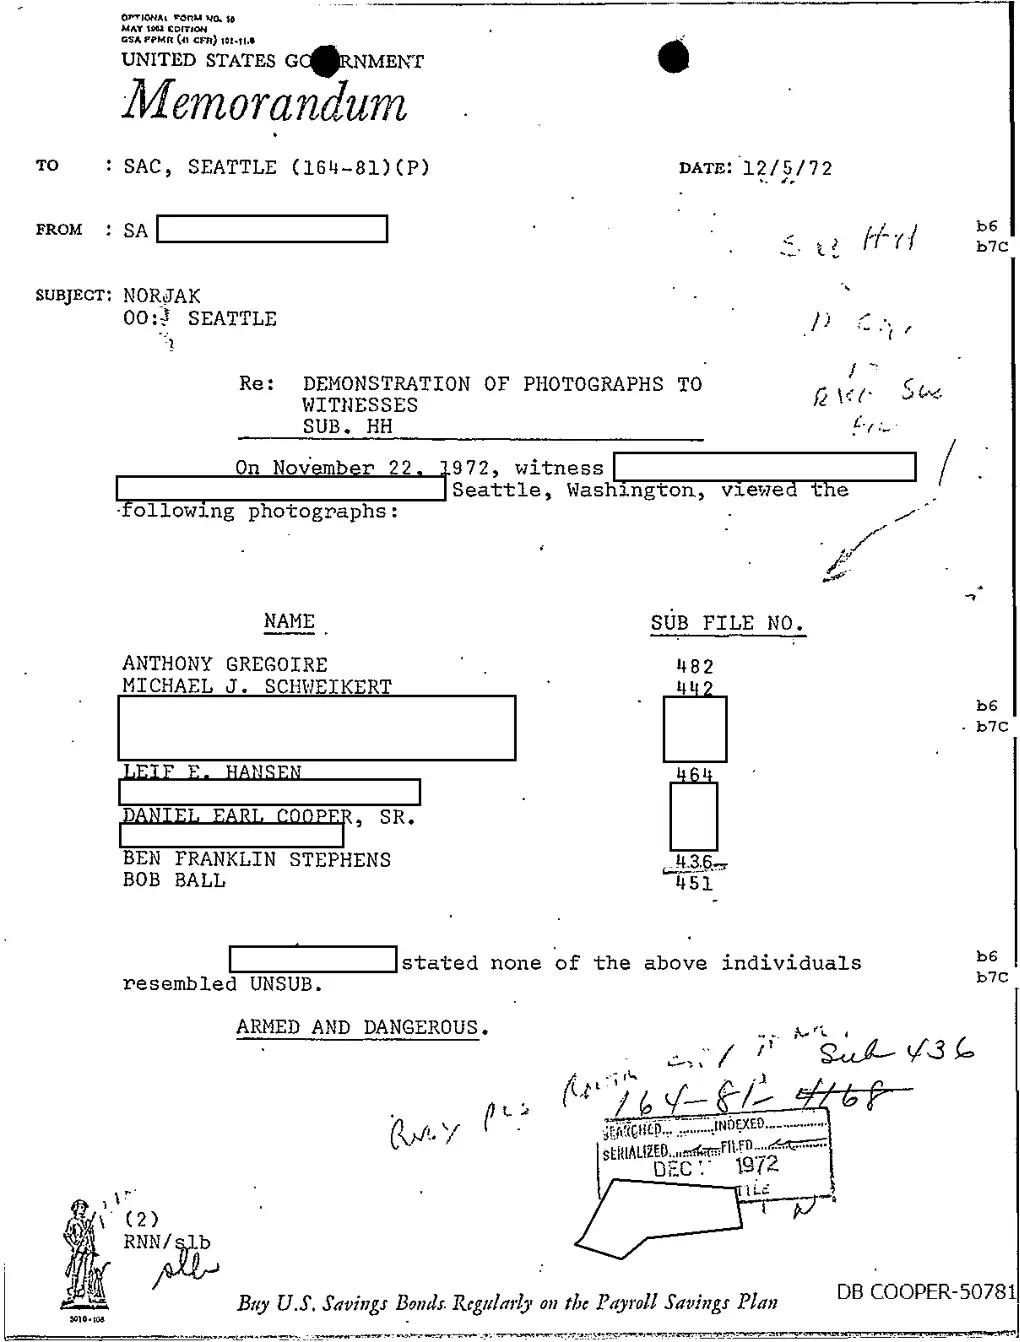 OPTIONAL FORM NO. 10
MAY 1962 EDITION
GSA FPMR (41 CFR) 101-11.6
UNITED STATES GO RNMENT
Memorandum
TO : SAC, SEATTLE (164-81)(P) DATE: 12/5/72
FROM : SA
b6
b7C
SUBJECT: NORJAK
OO: SEATTLE
Re: DEMONSTRATION OF PHOTOGRAPHS TO
WITNESSES
SUB. HH
On November 22, 1972, witness
Seattle, Washington, viewed the
following photographs:
NAME SUB FILE NO.
ANTHONY GREGOIRE 482
MICHAEL J. SCHWEIKERT 442
b6
b7C
LEIF E. HANSEN 464
DANIEL EARL COOPER, SR.
BEN FRANKLIN STEPHENS 436
BOB BALL 451
stated none of the above individuals
resembled UNSUB.
b6
b7C
ARMED AND DANGEROUS.
Sub 436
164-81- 4168
SEARCHED INDEXED
SERIALIZED FILED
DEC 1972
(2)
RNN/slb
slb
5010-108
Buy U.S. Savings Bonds Regularly on the Payroll Savings Plan
DB COOPER-50781